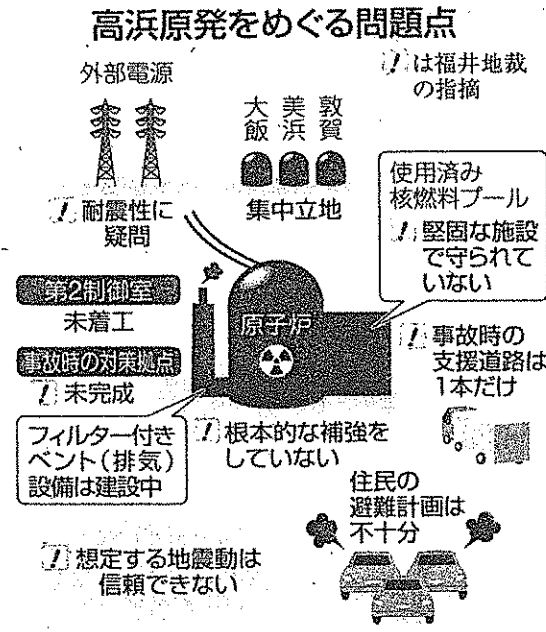 高浜原発をめぐる問題点
!は福井地裁
の指摘
外部電源
! 耐震性に
疑問
大飯
美浜
敦賀
集中立地
使用済み
核燃料プール
! 堅固な施設
で守られて
いない
第2制御室
未着工
原子炉
事故時の対策拠点
! 未完成
! 事故時の
支援道路は
1本だけ
フィルター付き
ベント(排気)
設備は建設中
! 根本的な補強を
していない
住民の
避難計画は
不十分
! 想定する地震動は
信頼できない